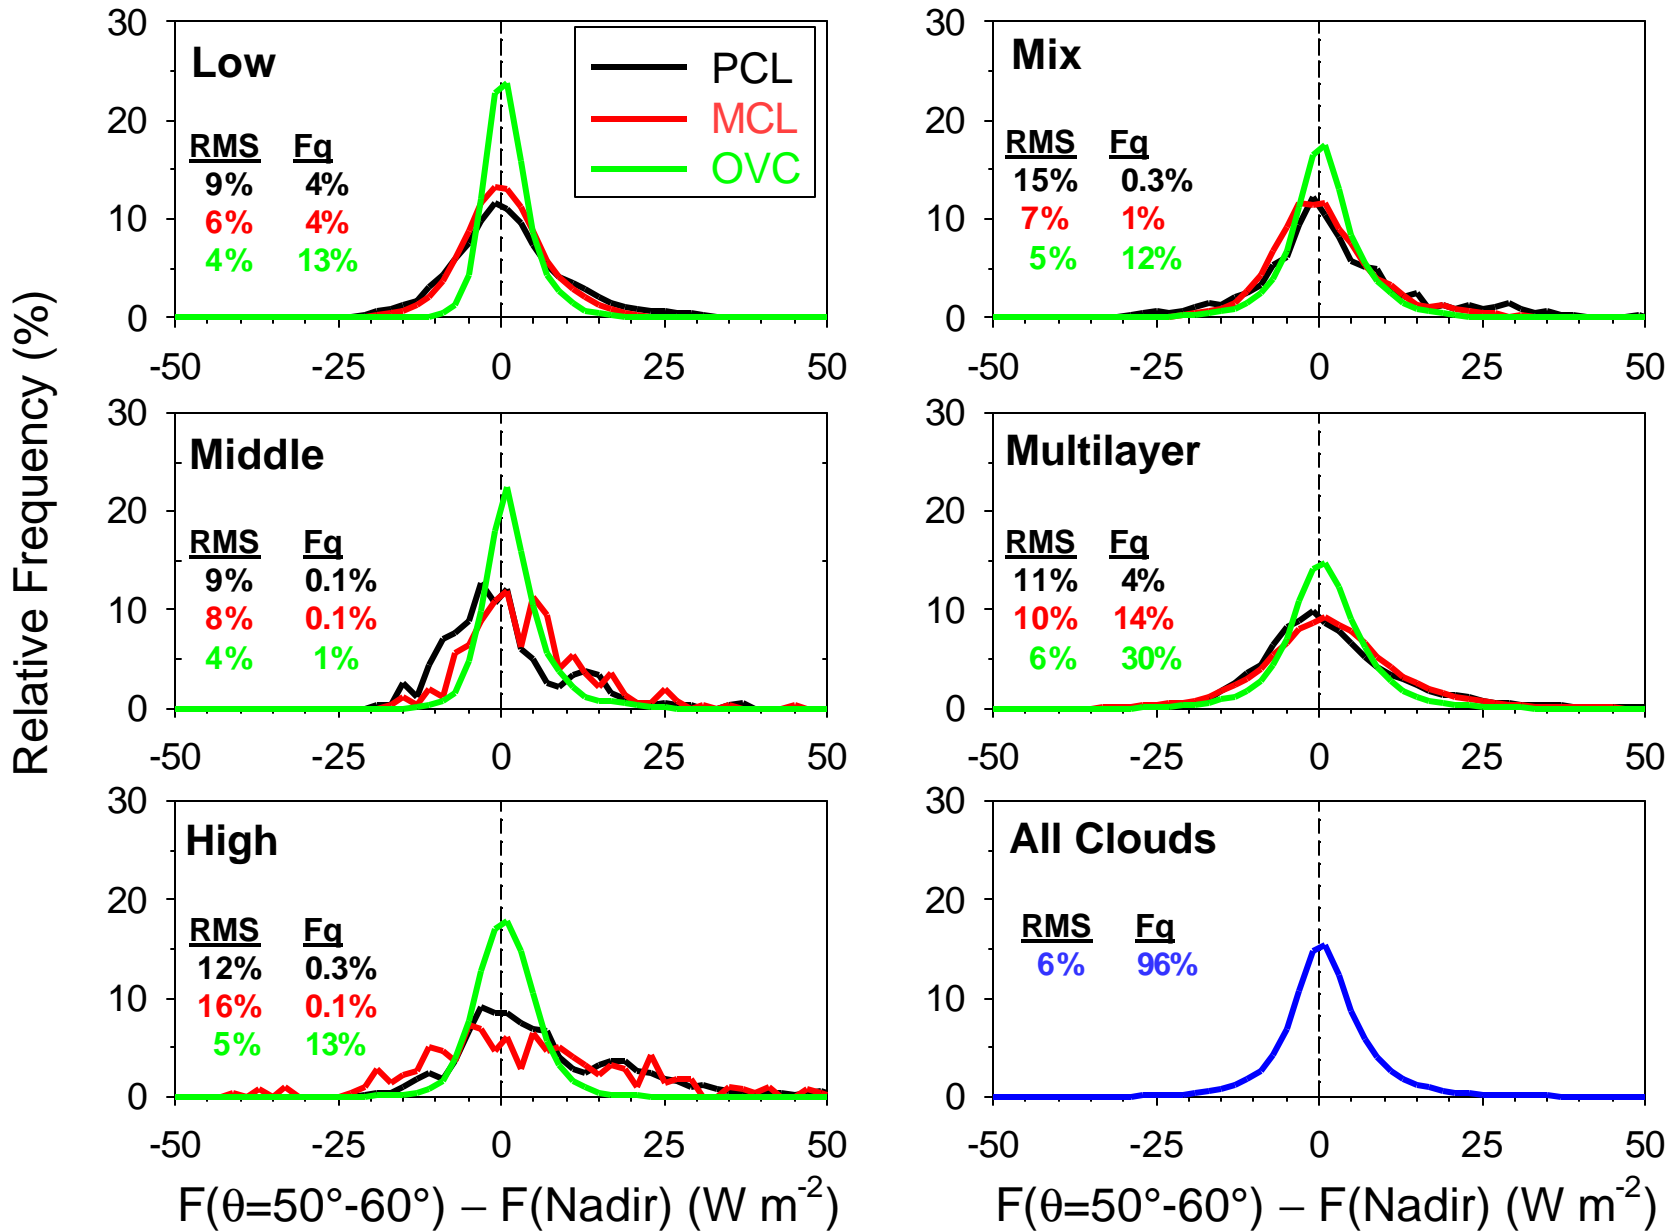 Relative Frequency (%)
30
20
10
0
Low
RMS Fq
9% 4%
6% 4%
4% 13%
PCL
MCL
OVC
-50 -25 0 25 50
30
20
10
0
Mix
RMS Fq
15% 0.3%
7% 1%
5% 12%
-50 -25 0 25 50
30
20
10
0
Middle
RMS Fq
9% 0.1%
8% 0.1%
4% 1%
-50 -25 0 25 50
30
20
10
0
Multilayer
RMS Fq
11% 4%
10% 14%
6% 30%
-50 -25 0 25 50
30
20
10
0
High
RMS Fq
12% 0.3%
16% 0.1%
5% 13%
-50 -25 0 25 50
F(θ=50°-60°) – F(Nadir) (W m-2)
30
20
10
0
All Clouds
RMS Fq
6% 96%
-50 -25 0 25 50
F(θ=50°-60°) – F(Nadir) (W m-2)